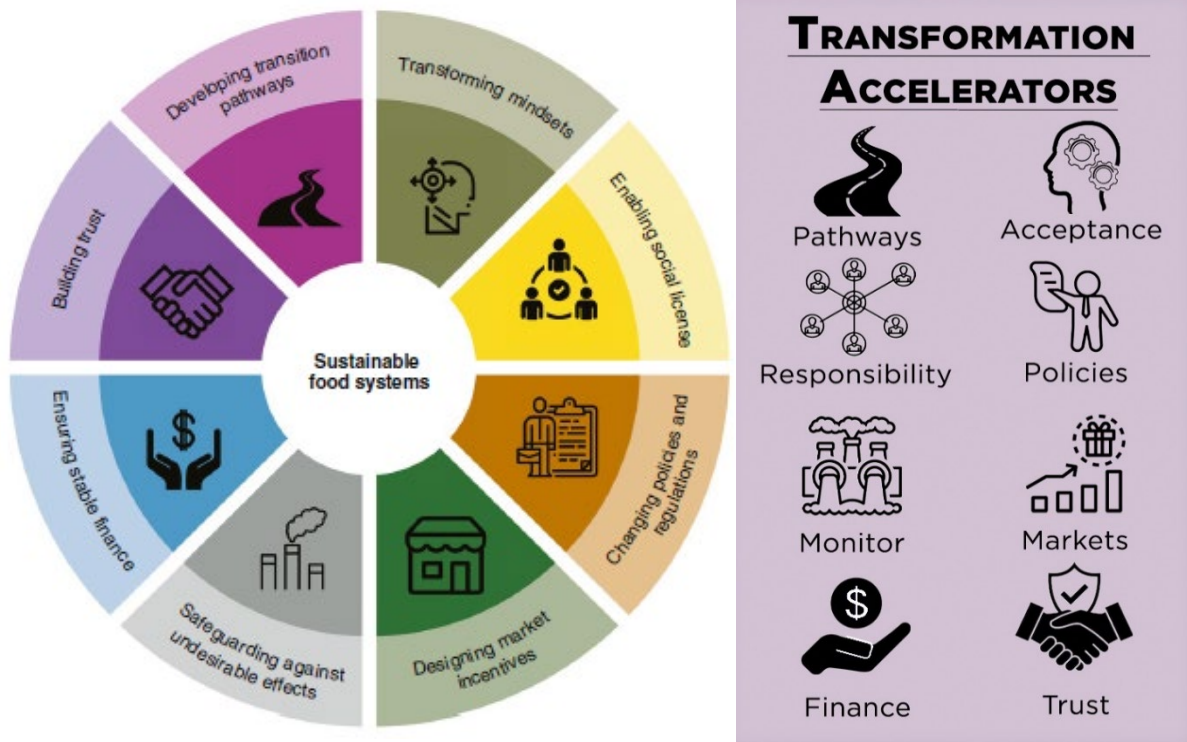 Developing transition
pathways
Transforming mindsets
Enabling social license
Changing policies and
regulations
Designing market
incentives
Safeguarding against
undesirable effects
Ensuring stable finance
Building trust
Sustainable
food systems
TRANSFORMATION
ACCELERATORS
Pathways
Acceptance
Responsibility
Policies
Monitor
Markets
$
Finance
Trust
$